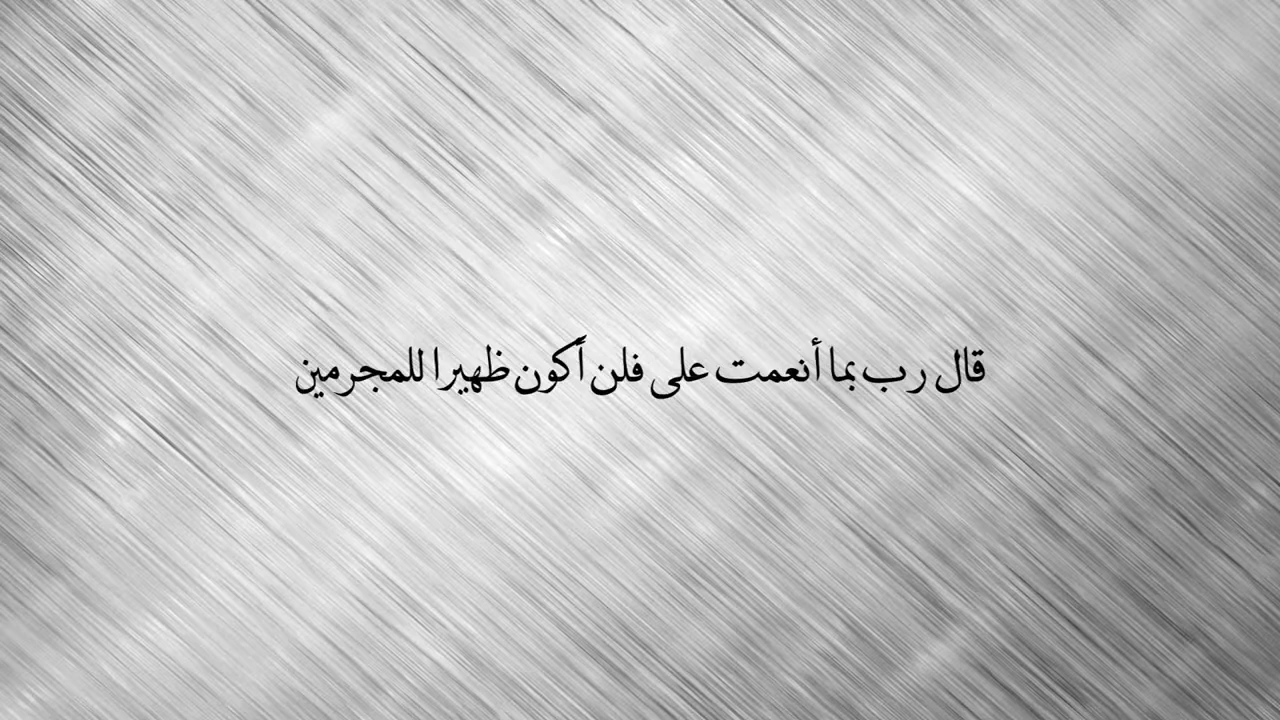 قال رب بما أنعمت على فلن أكون ظهيرا للمجرمين